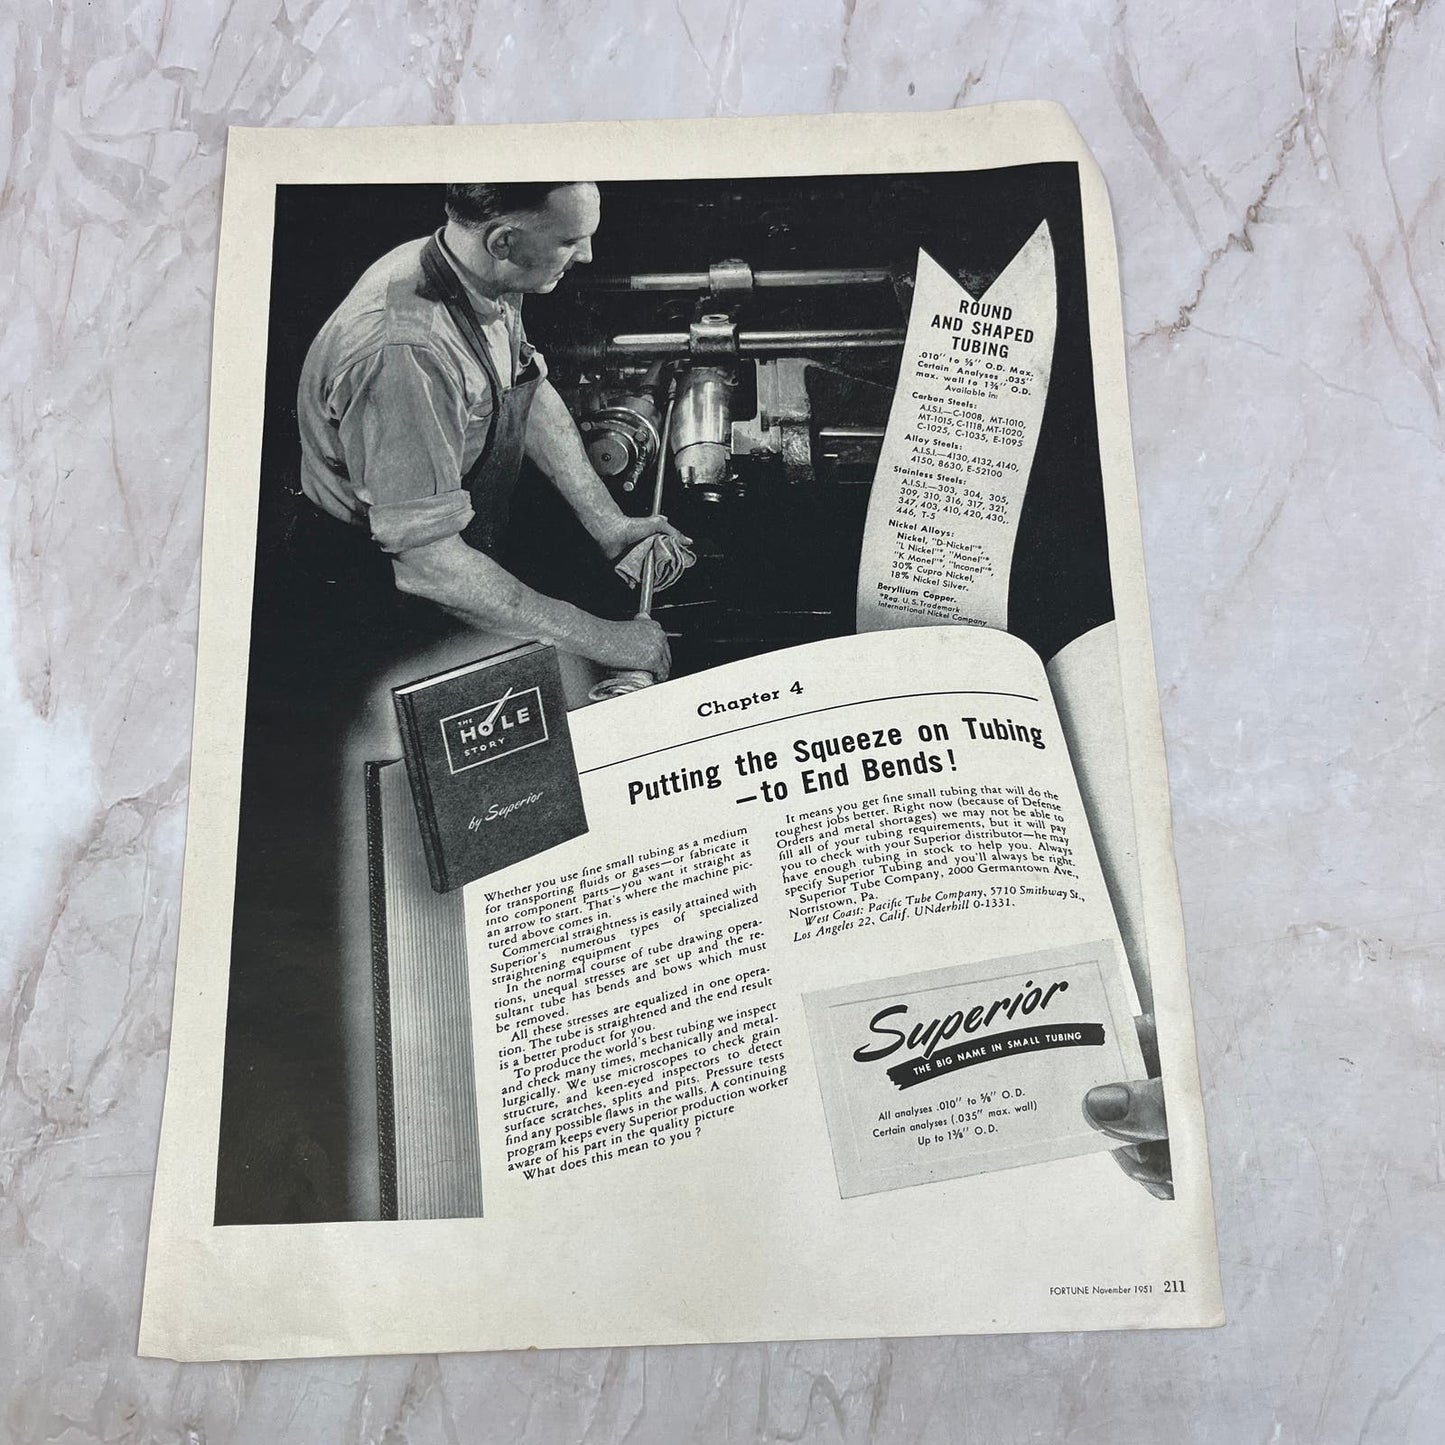 ROUND
AND SHAPED
TUBING
.010" to 5/8" O.D. Max.
Certain Analyses .035"
max. wall to 1 3/8" O.D.
Available in:
Carbon Steels:
A.I.S.I.—C-1008, MT-1010,
MT-1015, C-1118, MT-1020,
C-1025, C-1035, E-1095
Alloy Steels:
A.I.S.I.—4130, 4132, 4140,
4150, 8630, E-52100
Stainless Steels:
A.I.S.I.—303, 304, 305,
309, 310, 316, 317, 321,
347, 403, 410, 420, 430,
446, T-5
Nickel Alloys:
Nickel, "D-Nickel"*,
"L Nickel"*, "Monel"*,
"K Monel"*, "Inconel"*,
30% Cupro Nickel,
18% Nickel Silver.
Beryllium Copper.
*Reg. U.S. Trademark
International Nickel Company
THE
HOLE
STORY
by Superior
Chapter 4
Putting the Squeeze on Tubing
—to End Bends!
Whether you use fine small tubing as a medium
for transporting fluids or gases—or fabricate it
into component parts—you want it straight as
an arrow to start. That's where the machine pic-
tured above comes in.
Commercial straightness is easily attained with
Superior's numerous types of specialized
straightening equipment
In the normal course of tube drawing opera-
tions, unequal stresses are set up and the re-
sultant tube has bends and bows which must
be removed.
All these stresses are equalized in one opera-
tion. The tube is straightened and the end result
is a better product for you.
To produce the world's best tubing we inspect
and check many times, mechanically and metal-
lurgically. We use microscopes to check grain
structure, and keen-eyed inspectors to detect
surface scratches, splits and pits. Pressure tests
find any possible flaws in the walls. A continuing
program keeps every Superior production worker
aware of his part in the quality picture
What does this mean to you?
It means you get fine small tubing that will do the
toughest jobs better. Right now (because of Defense
Orders and metal shortages) we may not be able to
fill all of your tubing requirements, but it will pay
you to check with your Superior distributor—he may
have enough tubing in stock to help you. Always
specify Superior Tubing and you'll always be right.
Superior Tube Company, 2000 Germantown Ave.,
Norristown, Pa.
West Coast: Pacific Tube Company, 5710 Smithway St.,
Los Angeles 22, Calif. UNderhill 0-1331.
Superior
THE BIG NAME IN SMALL TUBING
All analyses .010" to 5/8" O.D.
Certain analyses (.035" max. wall)
Up to 1 3/8" O.D.
FORTUNE November 1951 211